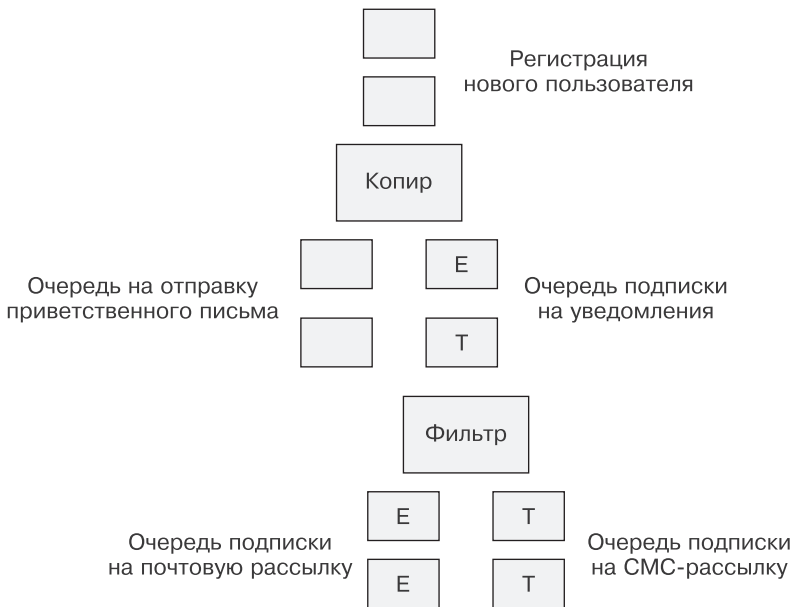 Регистрация
нового пользователя
Копир
Очередь на отправку
приветственного письма
Е
Т
Очередь подписки
на уведомления
Фильтр
Очередь подписки
на почтовую рассылку
Е
Т
Е
Т
Очередь подписки
на СМС-рассылку